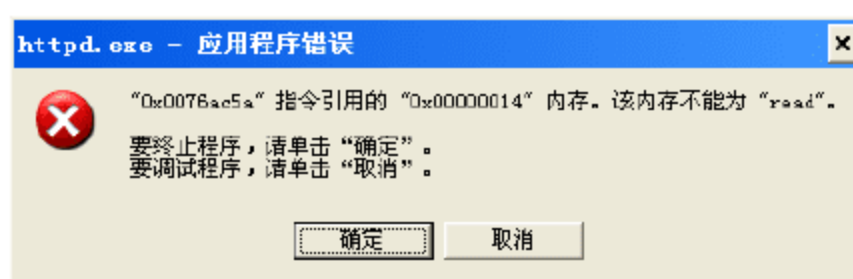 httpd.exe - 应用程序错误
“0x0076ac5a” 指令引用的 “0x00000014” 内存。该内存不能为 “read”。
要终止程序，请单击 “确定” 。
要调试程序，请单击 “取消” 。
确定 取消